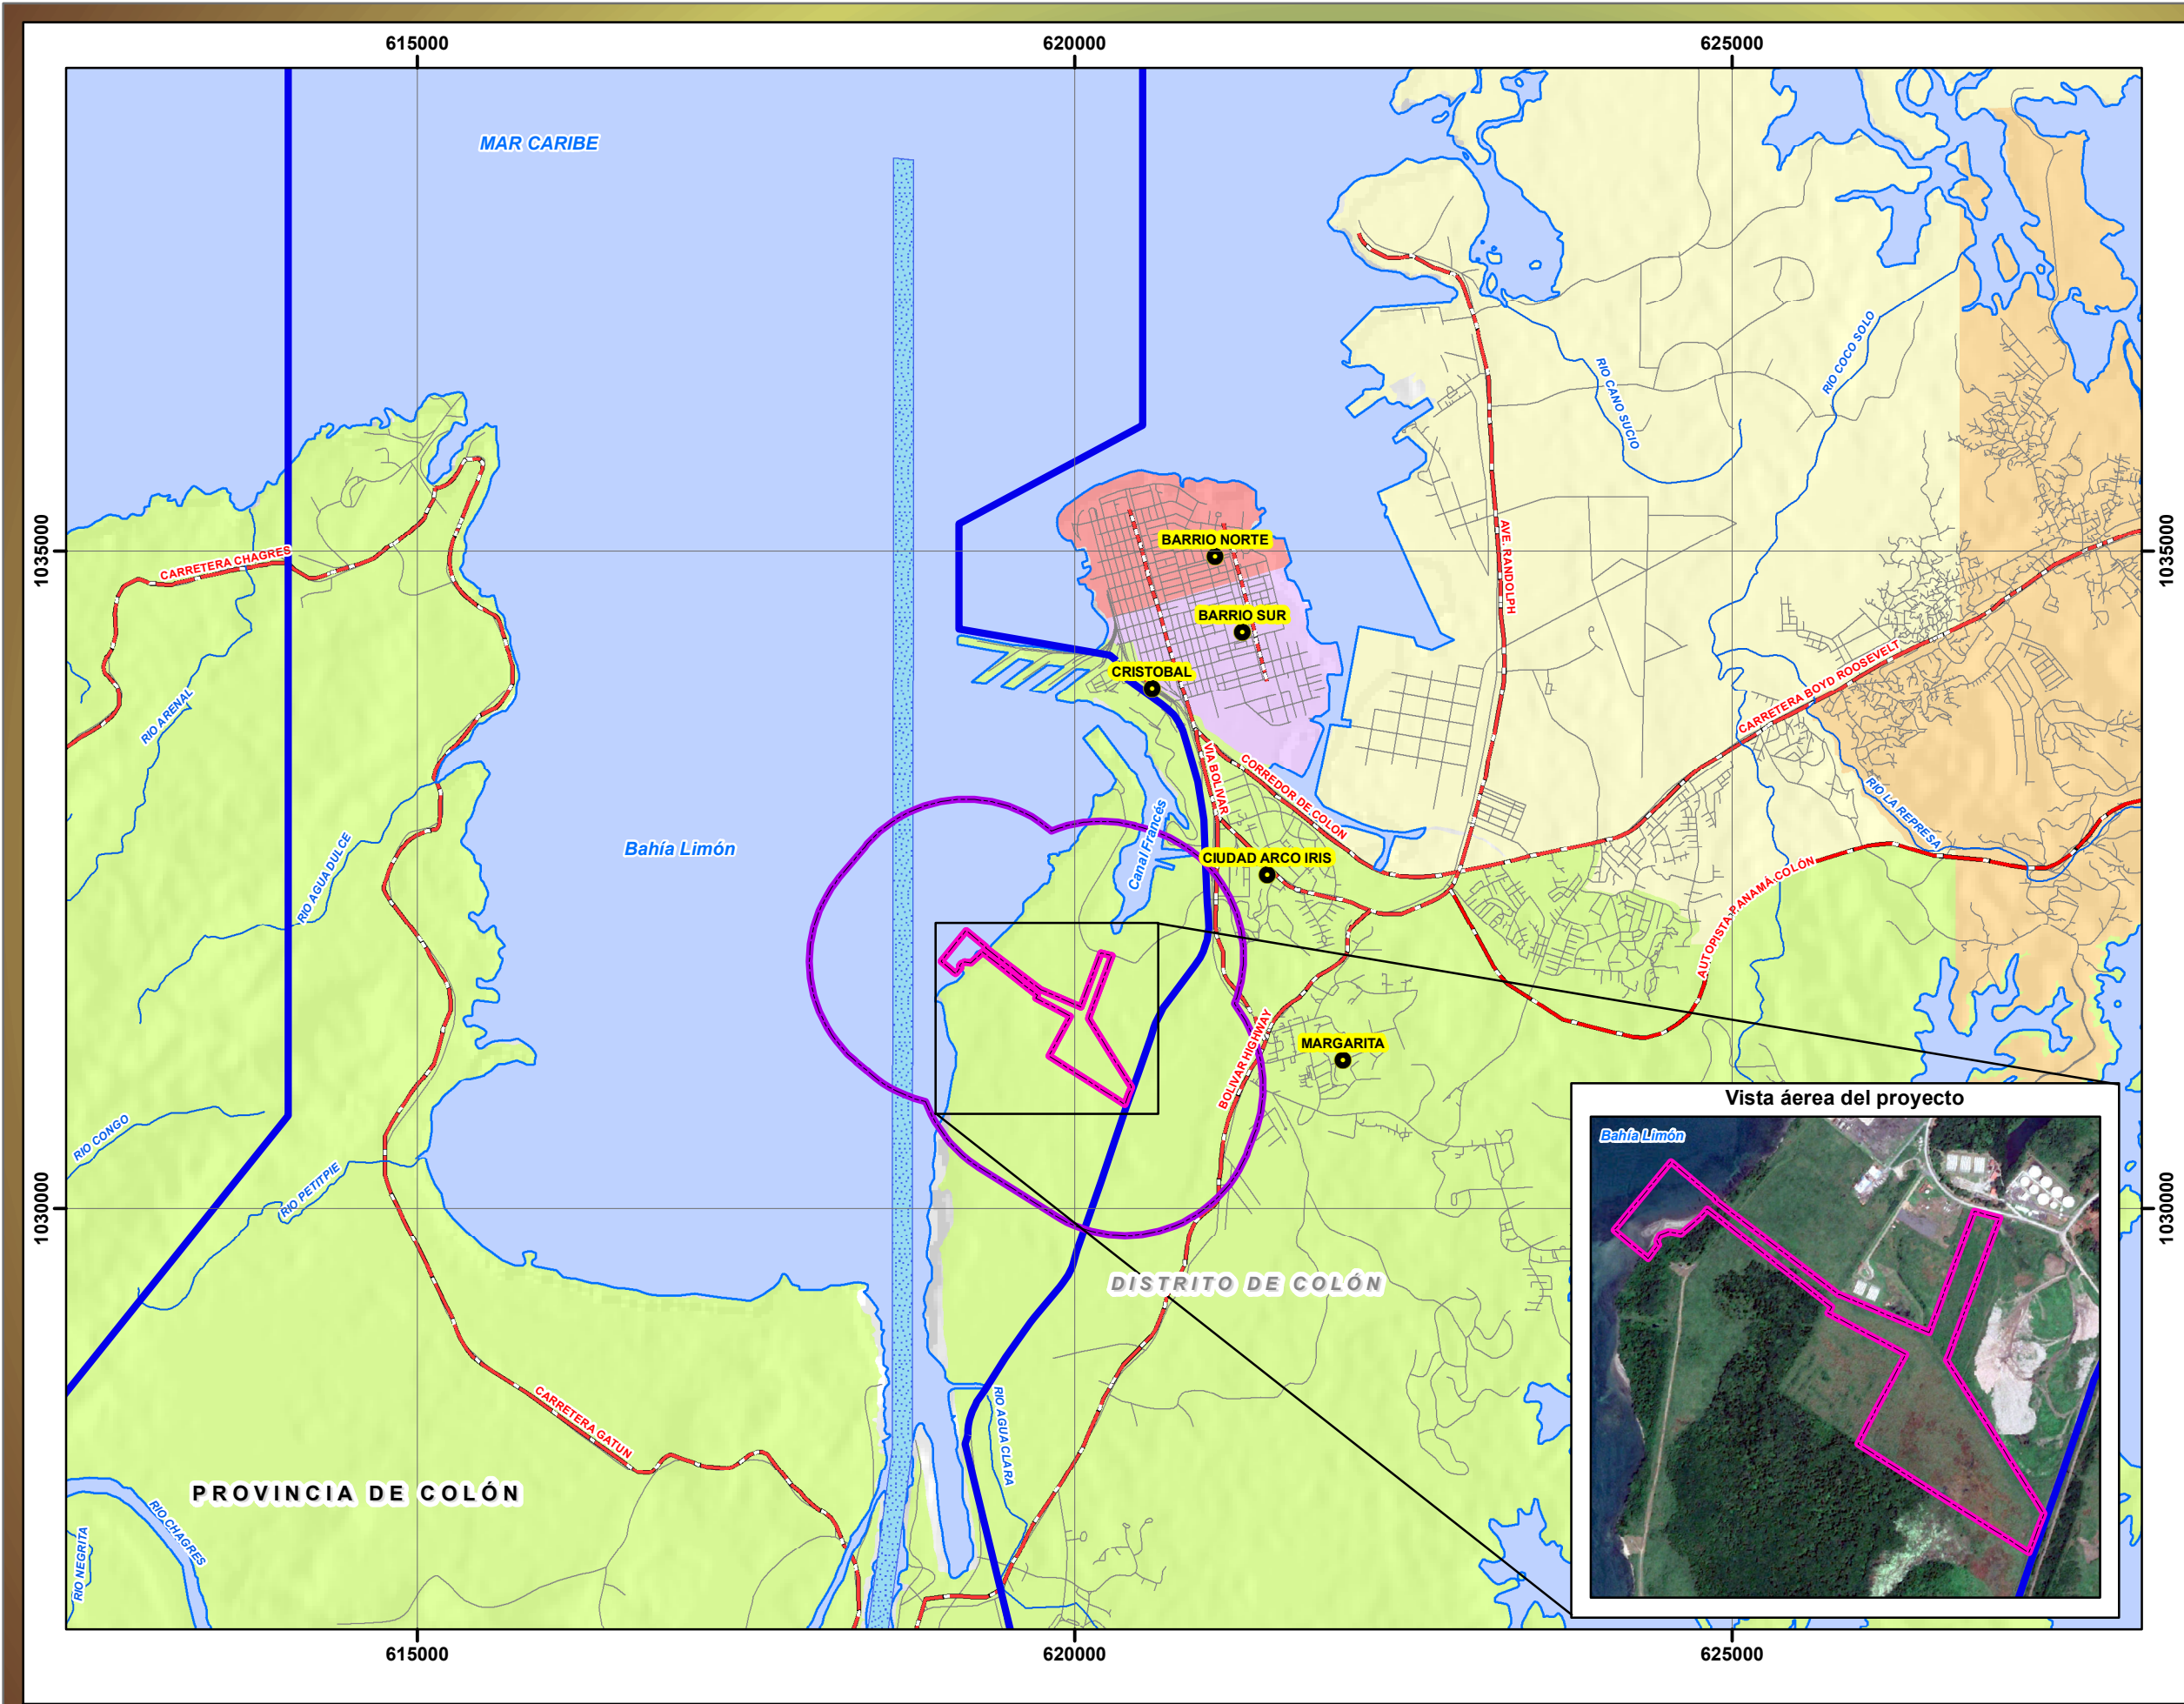 615000
620000
625000
MAR CARIBE
RIO COCO SOLO
RIO CANO SUCIO
1035000
1035000
BARRIO NORTE
CARRETERA CHAGRES
AVE. RANDOLPH
BARRIO SUR
CRISTOBAL
CARRETERA BOYD ROOSEVELT
RIO ARENAL
VIA BOLIVAR
CORREDOR DE COLON
RIO LA REPRESA
Bahía Limón
Canal Francés
CIUDAD ARCO IRIS
RIO AGUA DULCE
AUTOPISTA PANAMÁ COLÓN
MARGARITA
BOLIVAR HIGHWAY
RIO CONGO
RIO PETITPIE
1030000
1030000
Vista áerea del proyecto
Bahía Limón
DISTRITO DE COLÓN
CARRETERA GATUN
RIO AGUA CLARA
PROVINCIA DE COLÓN
RIO CHAGRES
RIO NEGRITA
615000
620000
625000